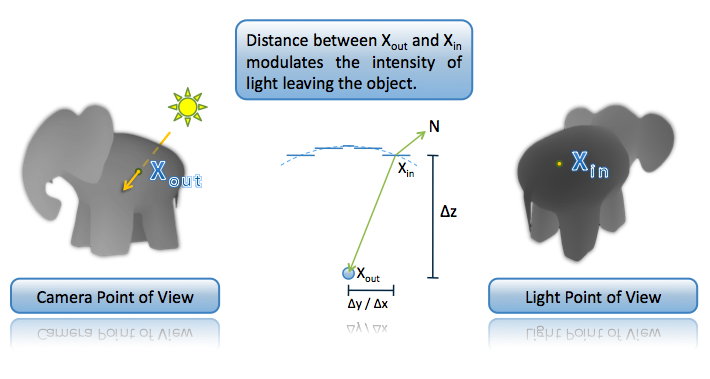 Distance between Xout and Xin
modulates the intensity of
light leaving the object.
Xout
N
Xin
Xin
Δz
Xout
Δy / Δx
Camera Point of View
Light Point of View